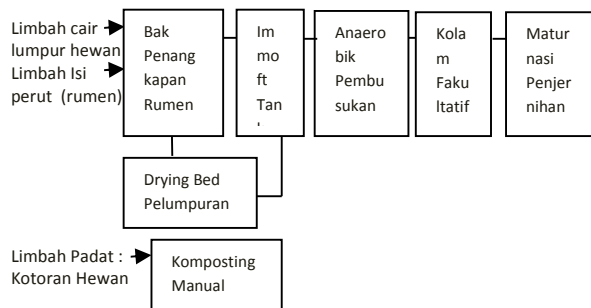 Limbah cair
lumpur hewan
Limbah Isi
perut (rumen)
Bak
Penang
kapan
Rumen
Im
mo
ft
Tan
Anaero
bik
Pembu
sukan
Kola
m
Faku
ltatif
Matur
nasi
Penjer
nihan
Drying Bed
Pelumpuran
Limbah Padat :
Kotoran Hewan
Komposting
Manual